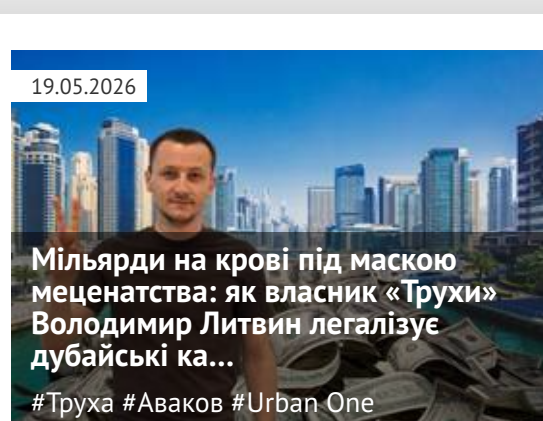 19.05.2026
Мільярди на крові під маскою
меценатства: як власник «Трухи»
Володимир Литвин легалізує
дубайські ка...
#Труха #Аваков #Urban One